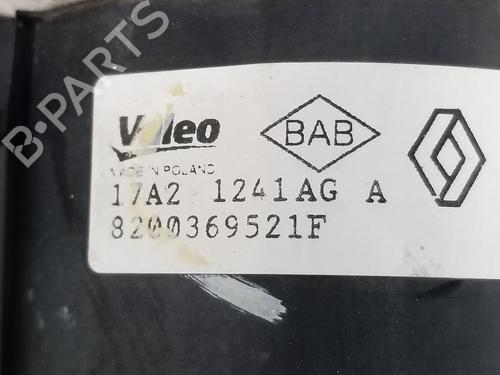 B-PARTS
Valeo
BAB
MADE IN POLAND
17A2 1241AG A
8200369521F